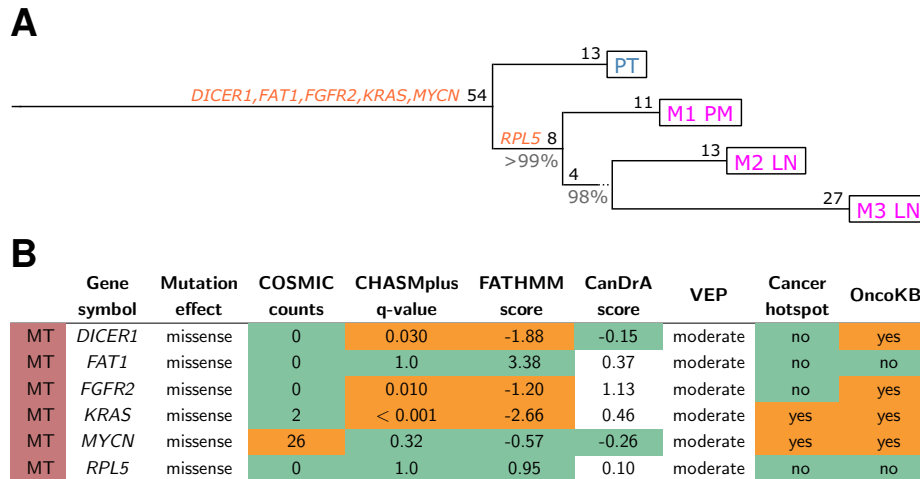 A
13
PT
DICER1,FAT1,FGFR2,KRAS,MYCN 54
11
M1 PM
RPL5 8
>99%
13
M2 LN
4
98%
27
M3 LN
B
Gene symbol Mutation effect COSMIC counts CHASMplus q-value FATHMM score CanDrA score VEP Cancer hotspot OncoKB
MT DICER1 missense 0 0.030 -1.88 -0.15 moderate no yes
MT FAT1 missense 0 1.0 3.38 0.37 moderate no no
MT FGFR2 missense 0 0.010 -1.20 1.13 moderate no yes
MT KRAS missense 2 < 0.001 -2.66 0.46 moderate yes yes
MT MYCN missense 26 0.32 -0.57 -0.26 moderate yes yes
MT RPL5 missense 0 1.0 0.95 0.10 moderate no no